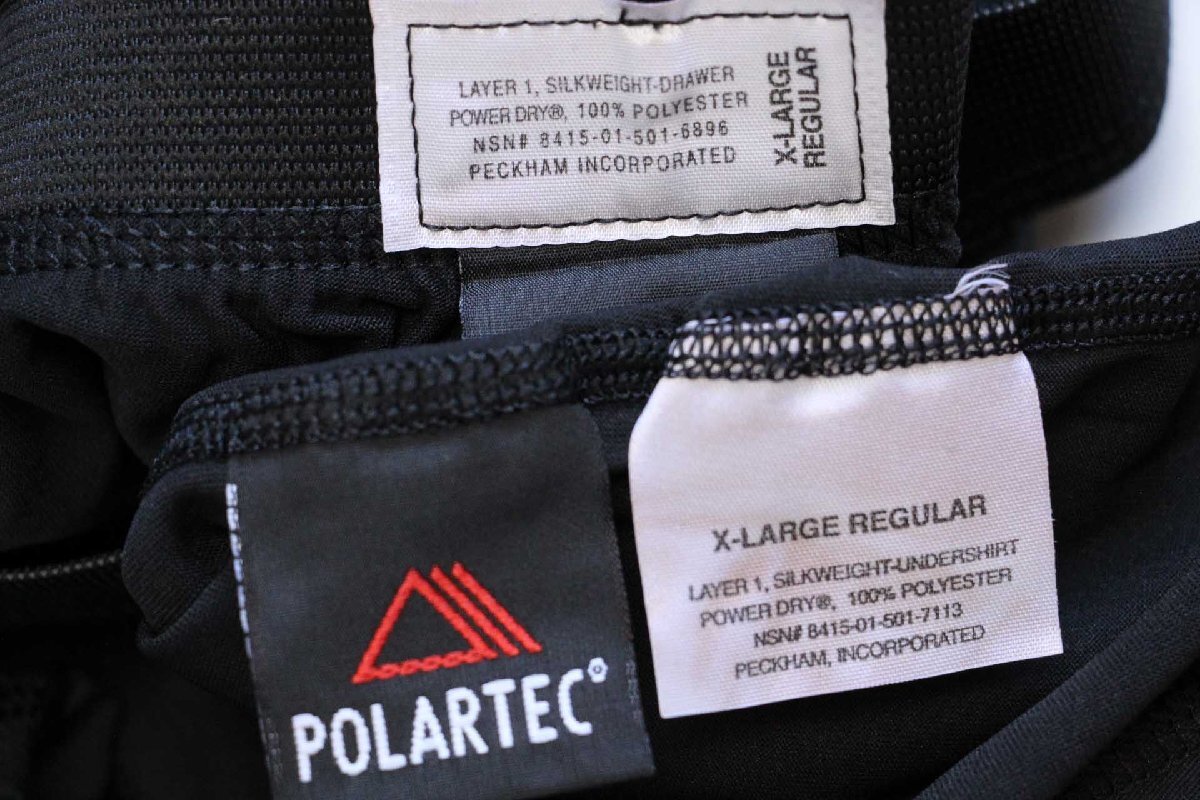 LAYER 1, SILKWEIGHT-DRAWER
POWER DRY®, 100% POLYESTER
NSN# 8415-01-501-6896
PECKHAM INCORPORATED
X-LARGE
REGULAR
X-LARGE REGULAR
LAYER 1, SILKWEIGHT-UNDERSHIRT
POWER DRY®, 100% POLYESTER
NSN# 8415-01-501-7113
PECKHAM, INCORPORATED
POLARTEC®